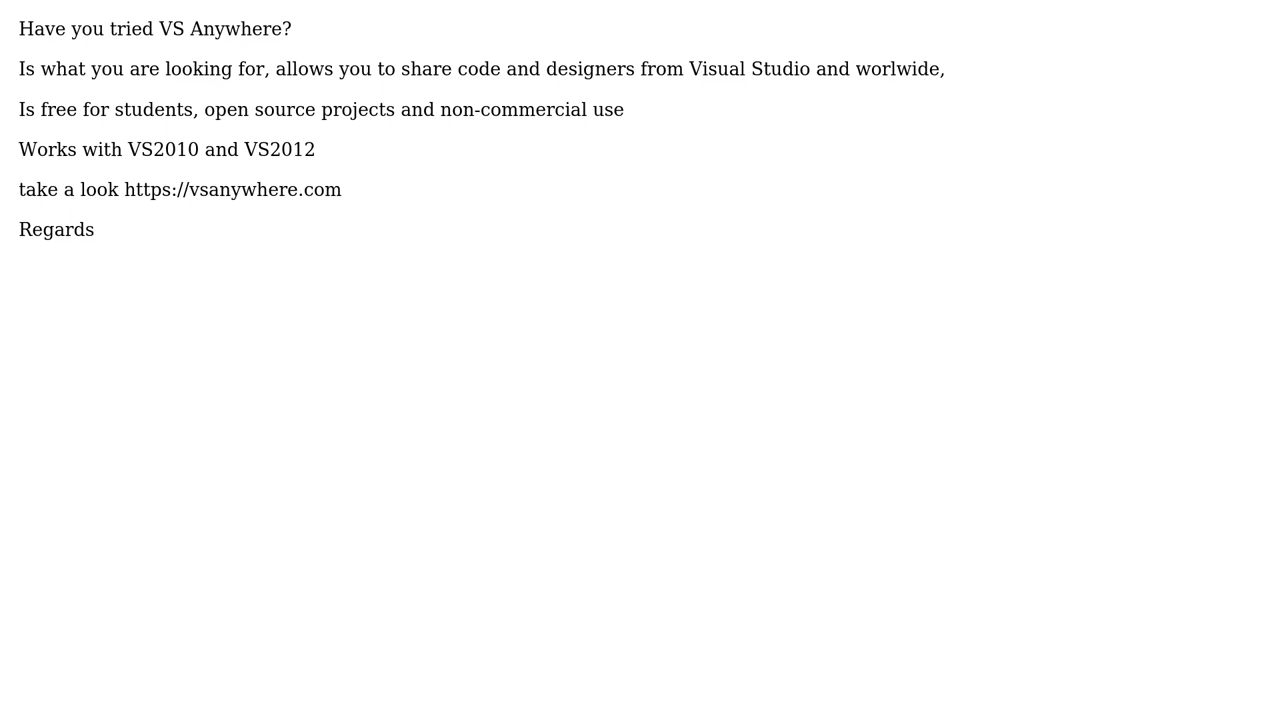 Have you tried VS Anywhere?
Is what you are looking for, allows you to share code and designers from Visual Studio and worlwide,
Is free for students, open source projects and non-commercial use
Works with VS2010 and VS2012
take a look https://vsanywhere.com
Regards